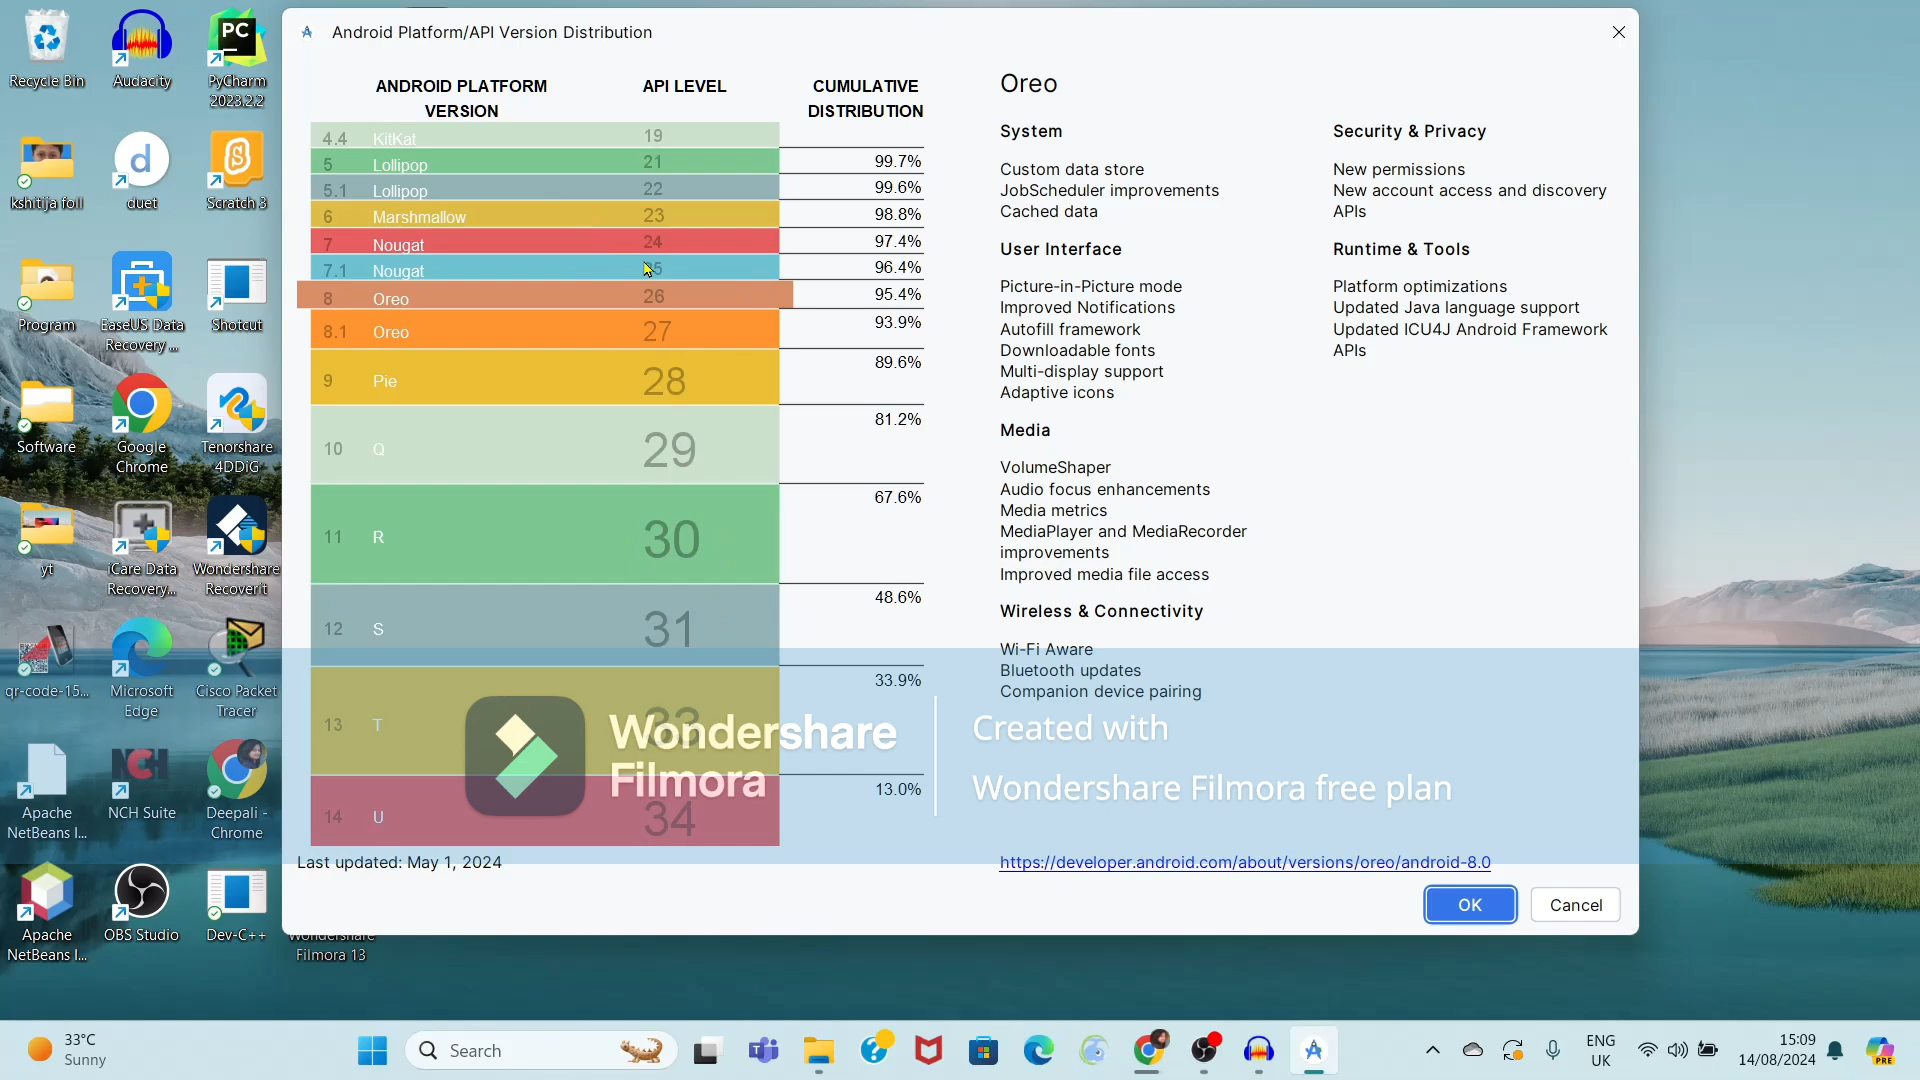 Recycle Bin
Audacity
PyCharm
2023.2.2
kshitija foll
duet
Scratch 3
Program
EaseUS Data
Recovery ...
Shotcut
Software
Google
Chrome
Tenorshare
4DDiG
yt
iCare Data
Recovery...
Wondershare
Recoverit
qr-code-15...
Microsoft
Edge
Cisco Packet
Tracer
Apache
NetBeans I...
NCH Suite
Deepali -
Chrome
Apache
NetBeans I...
OBS Studio
Dev-C++
Wondershare
Filmora 13
Android Platform/API Version Distribution
ANDROID PLATFORM
VERSION
API LEVEL
CUMULATIVE
DISTRIBUTION
4.4 KitKat 19
5 Lollipop 21 99.7%
5.1 Lollipop 22 99.6%
6 Marshmallow 23 98.8%
7 Nougat 24 97.4%
7.1 Nougat 96.4%
8 Oreo 26 95.4%
8.1 Oreo 27 93.9%
9 Pie 28 89.6%
10 Q 29 81.2%
11 R 30 67.6%
12 S 31 48.6%
13 T 33 33.9%
14 U 34 13.0%
Last updated: May 1, 2024
Oreo
System
Custom data store
JobScheduler improvements
Cached data
User Interface
Picture-in-Picture mode
Improved Notifications
Autofill framework
Downloadable fonts
Multi-display support
Adaptive icons
Media
VolumeShaper
Audio focus enhancements
Media metrics
MediaPlayer and MediaRecorder
improvements
Improved media file access
Wireless & Connectivity
Wi-Fi Aware
Bluetooth updates
Companion device pairing
Security & Privacy
New permissions
New account access and discovery
APIs
Runtime & Tools
Platform optimizations
Updated Java language support
Updated ICU4J Android Framework
APIs
https://developer.android.com/about/versions/oreo/android-8.0
OK
Cancel
Wondershare
Filmora
Created with
Wondershare Filmora free plan
33°C
Sunny
Search
ENG
UK
15:09
14/08/2024
PRE